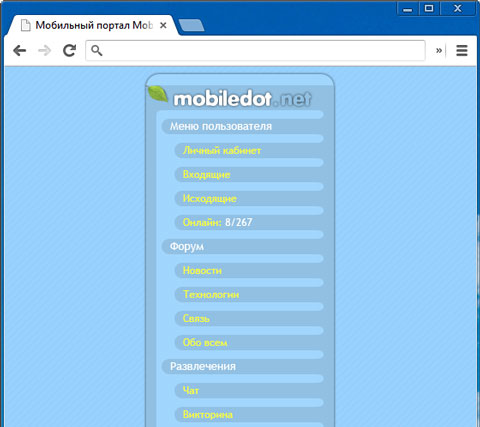 Мобильный портал Mob
mobiledot.net
Меню пользователя
Личный кабинет
Входящие
Исходящие
Онлайн: 8/267
Форум
Новости
Технологии
Связь
Обо всем
Развлечения
Чат
Викторина